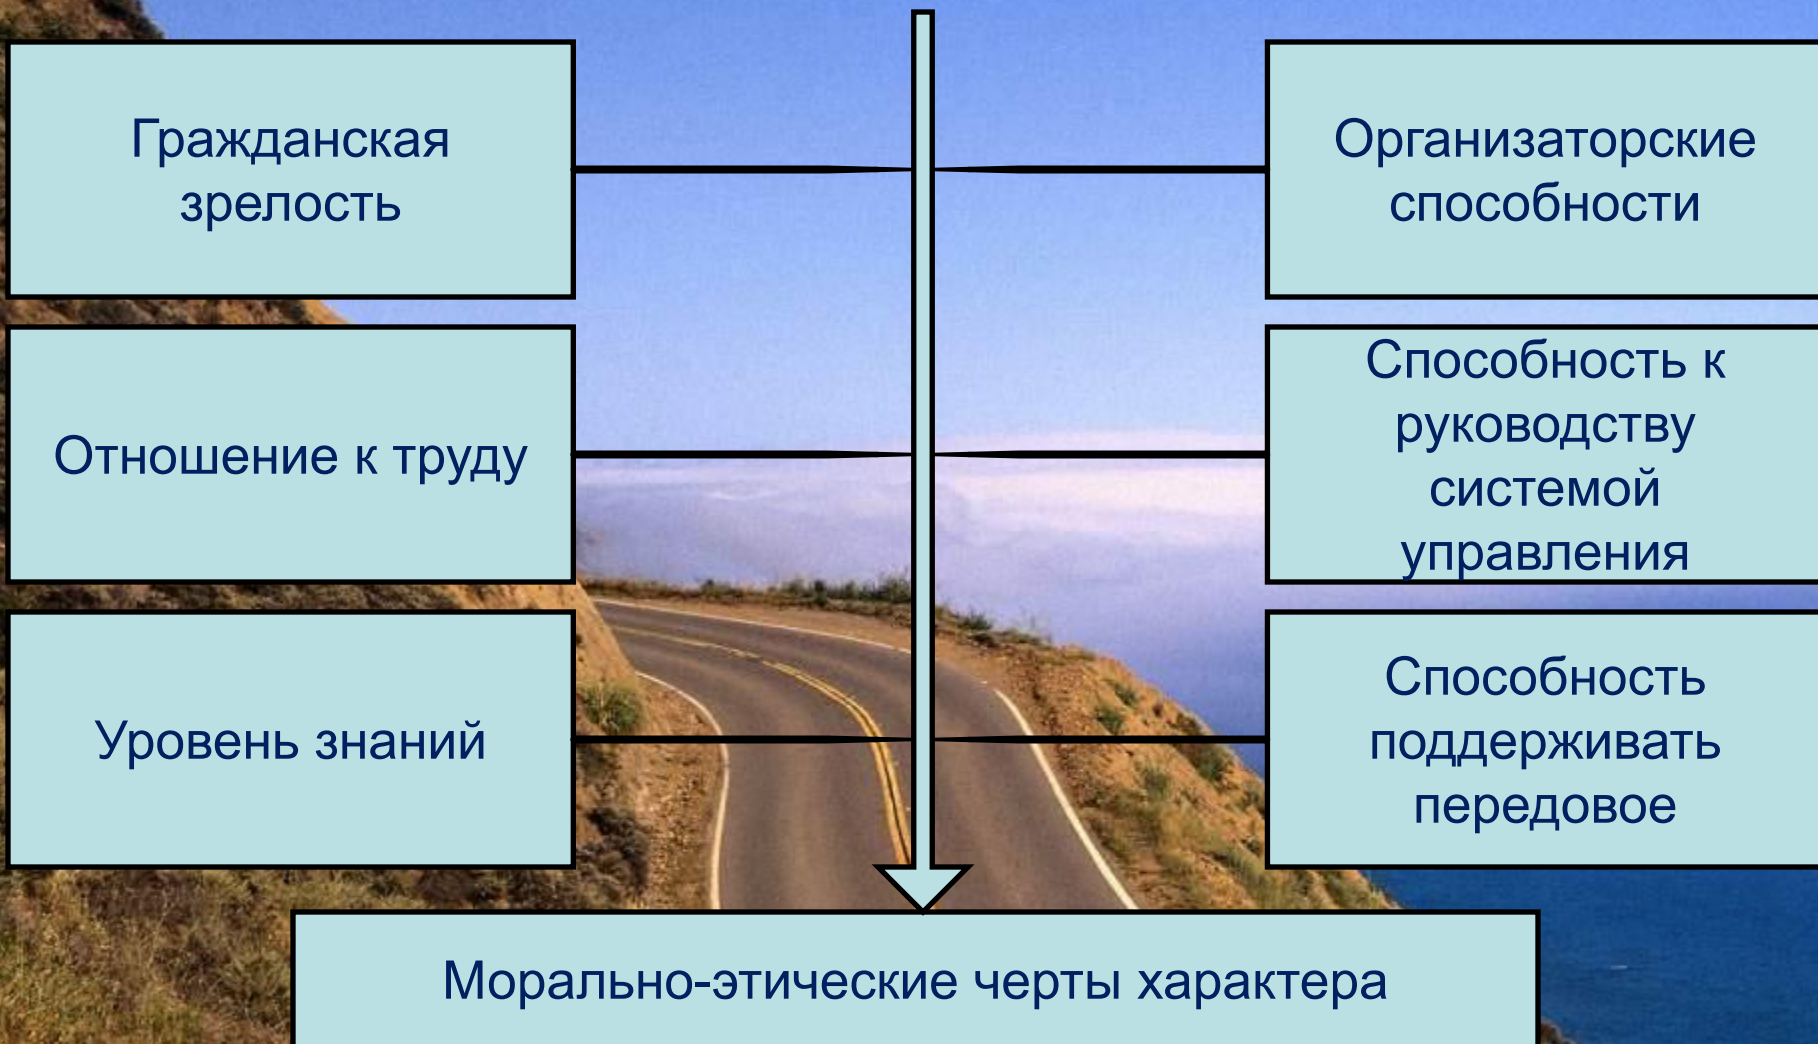 Гражданская
зрелость
Организаторские
способности
Отношение к труду
Способность к
руководству
системой
управления
Уровень знаний
Способность
поддерживать
передовое
Морально-этические черты характера